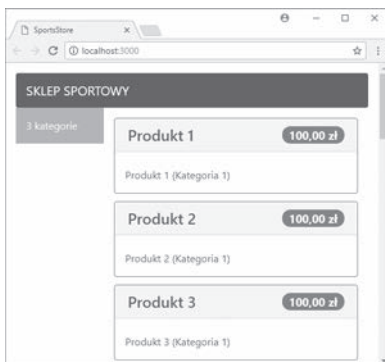 SportsStore
localhost:3000
SKLEP SPORTOWY
3 kategorie
Produkt 1
100,00 zł
Produkt 1 (Kategoria 1)
Produkt 2
100,00 zł
Produkt 2 (Kategoria 1)
Produkt 3
100,00 zł
Produkt 3 (Kategoria 1)